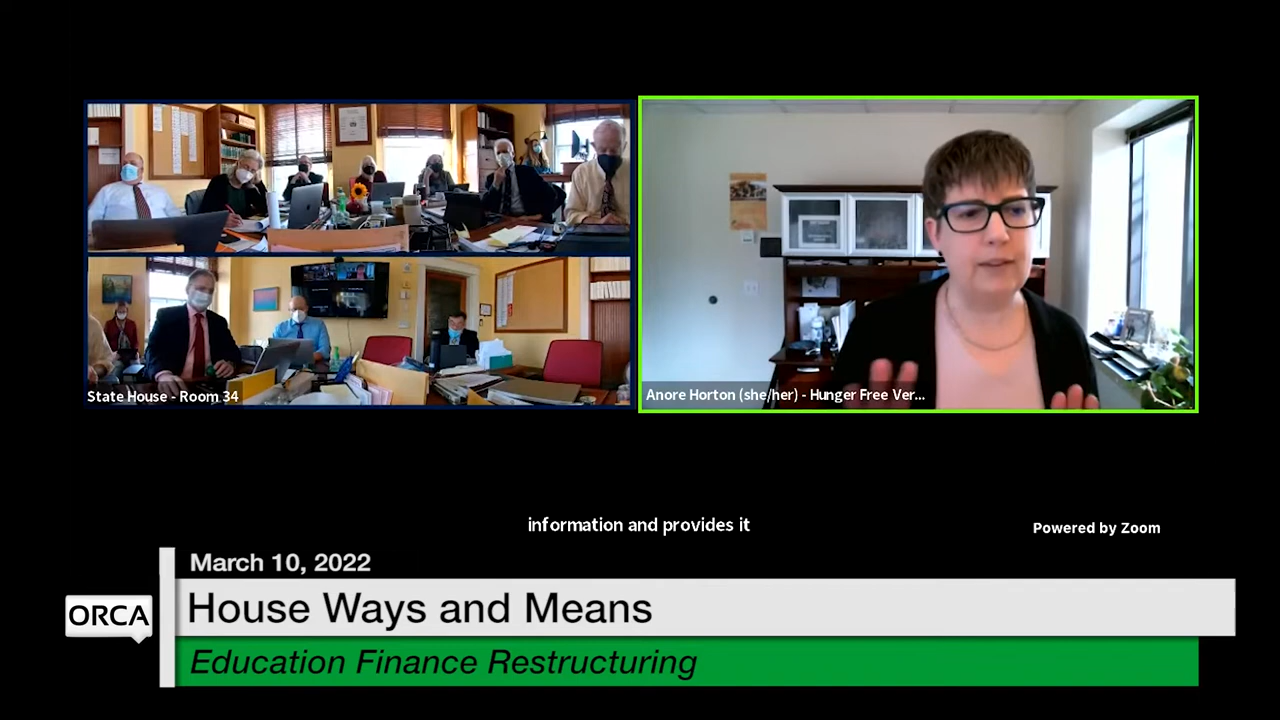 State House - Room 34
Anore Horton (she/her) - Hunger Free Ver...
information and provides it
Powered by Zoom
March 10, 2022
ORCA
House Ways and Means
Education Finance Restructuring